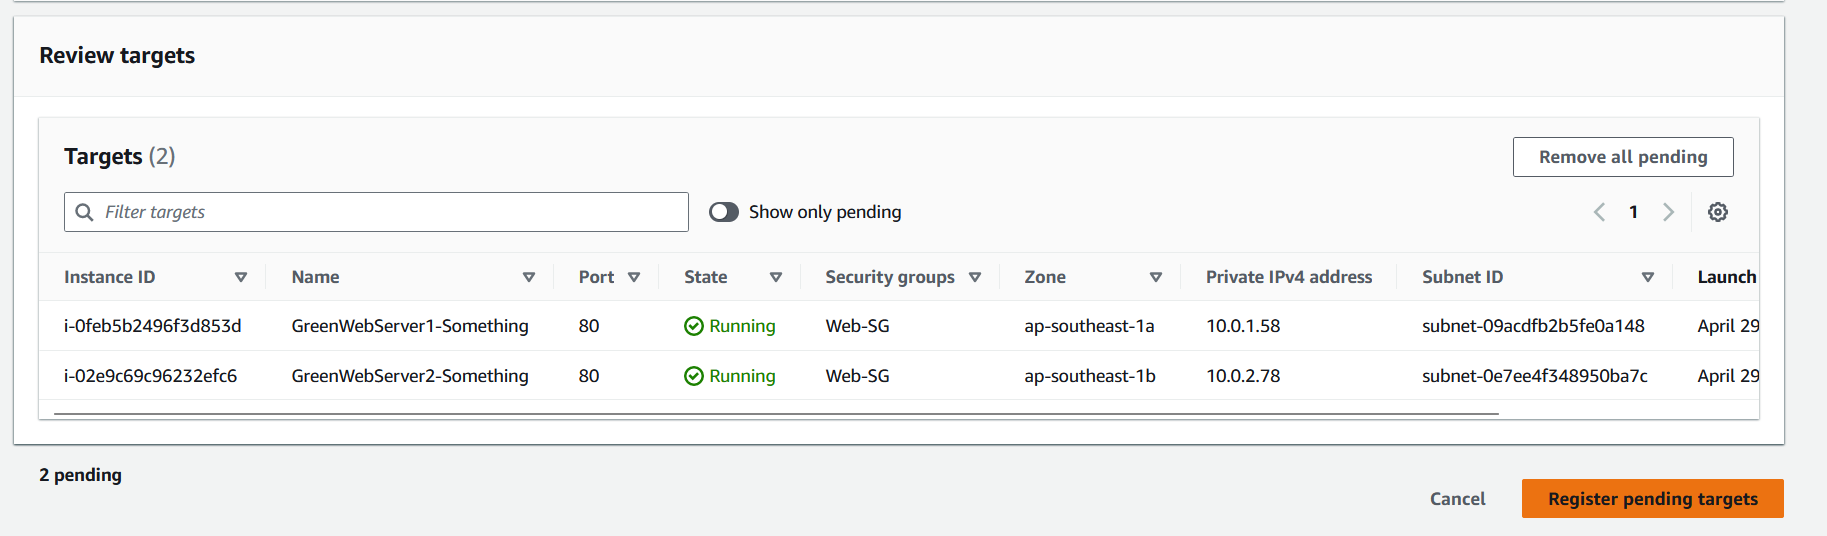 Review targets
Targets (2)
Remove all pending
Filter targets
Show only pending
1
Instance ID Name Port State Security groups Zone Private IPv4 address Subnet ID Launch
i-0feb5b2496f3d853d GreenWebServer1-Something 80 Running Web-SG ap-southeast-1a 10.0.1.58 subnet-09acdfb2b5fe0a148 April 29
i-02e9c69c96232efc6 GreenWebServer2-Something 80 Running Web-SG ap-southeast-1b 10.0.2.78 subnet-0e7ee4f348950ba7c April 29
2 pending
Cancel
Register pending targets